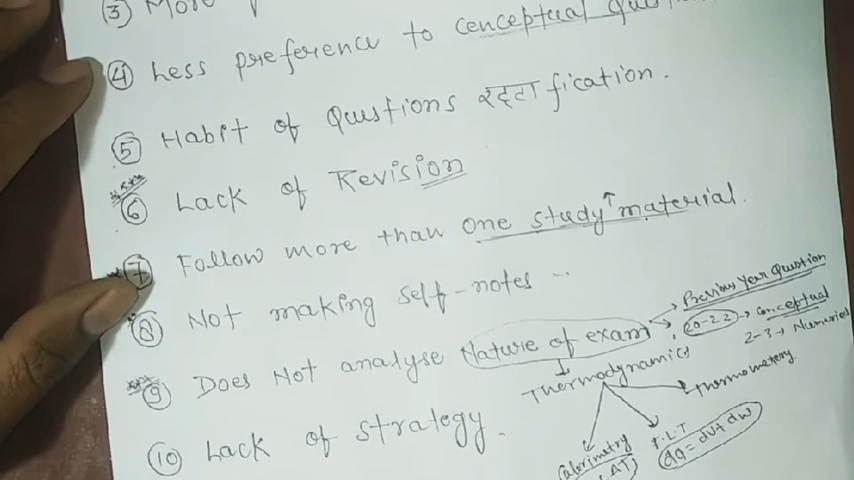 ③ More
④ Less preference to conceptual
⑤ Habit of Qustions रट्टा fication.
⑥ Lack of Revision
⑦ Follow more than one study material.
⑧ Not making self-notes ..
⑨ Does Not analyse Nature of exam
Previous Year Question
20-22 → conceptual
2-3 → Numerical
Thermodynamics
Thermometery.
Calorimetry
F.L.T
dQ = dU + dW
⑩ Lack of strategy.